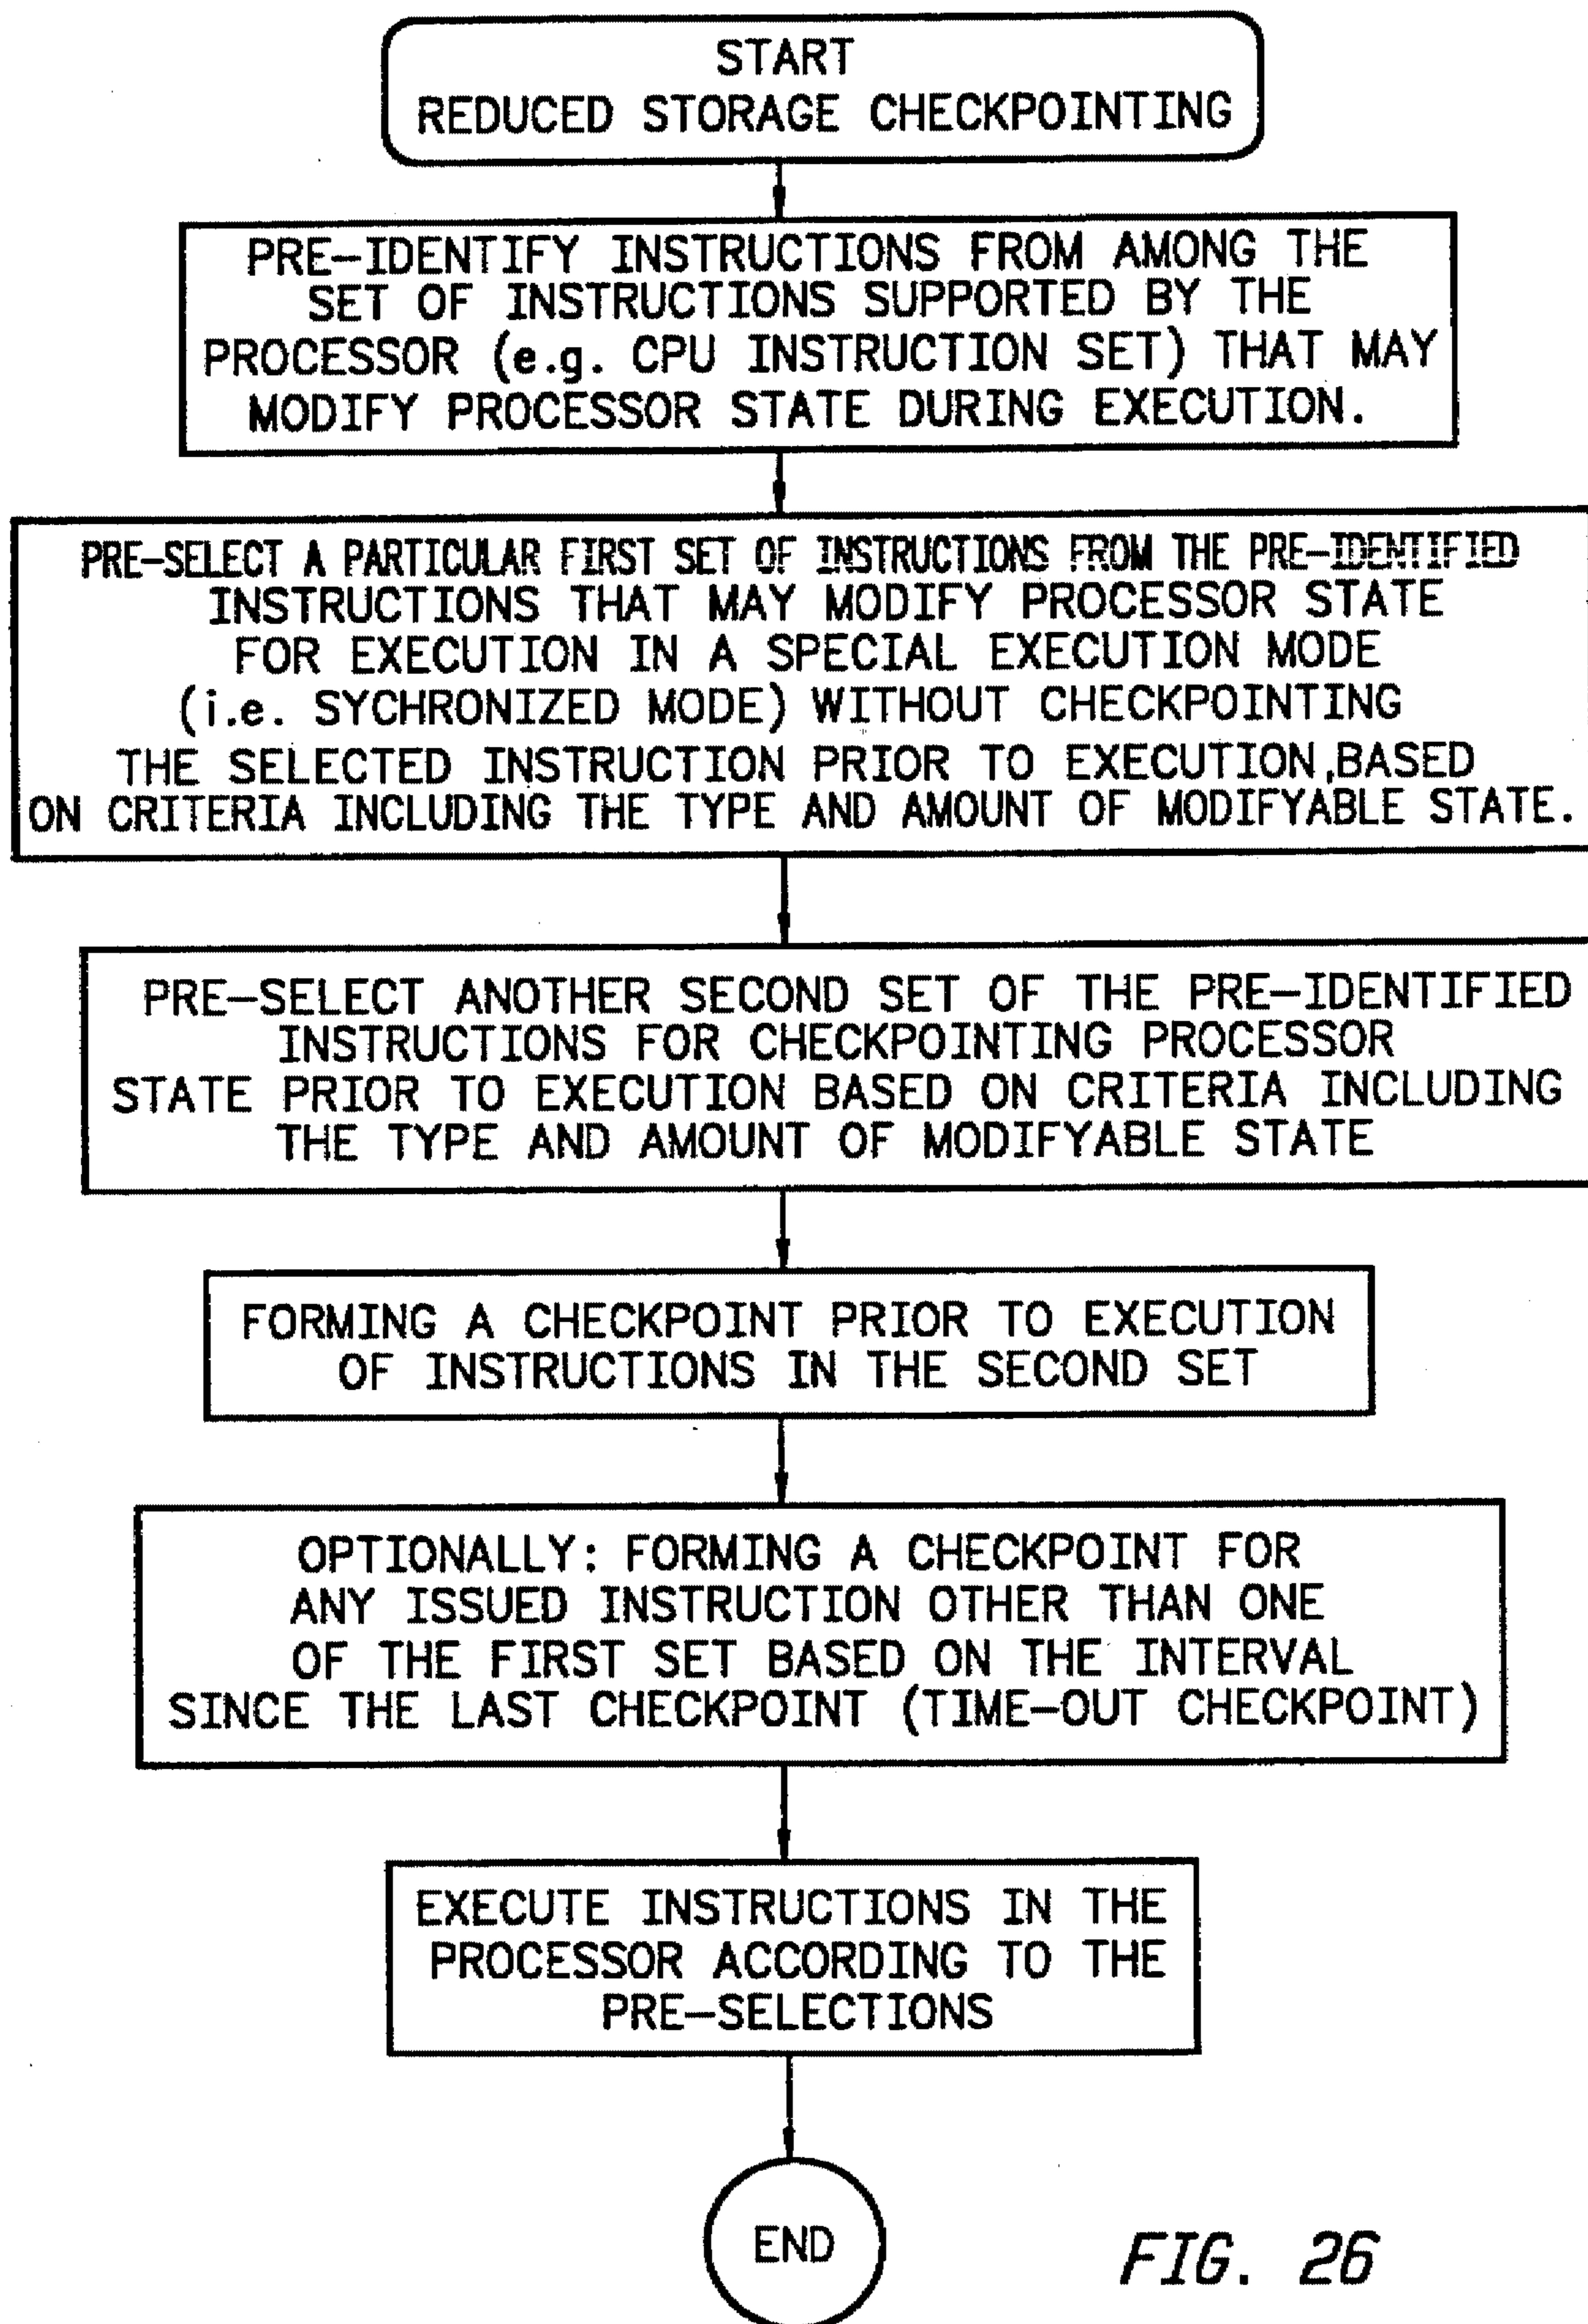 START
REDUCED STORAGE CHECKPOINTING
PRE-IDENTIFY INSTRUCTIONS FROM AMONG THE
SET OF INSTRUCTIONS SUPPORTED BY THE
PROCESSOR (e.g. CPU INSTRUCTION SET) THAT MAY
MODIFY PROCESSOR STATE DURING EXECUTION.
PRE-SELECT A PARTICULAR FIRST SET OF INSTRUCTIONS FROM THE PRE-IDENTIFIED
INSTRUCTIONS THAT MAY MODIFY PROCESSOR STATE
FOR EXECUTION IN A SPECIAL EXECUTION MODE
(i.e. SYCHRONIZED MODE) WITHOUT CHECKPOINTING
THE SELECTED INSTRUCTION PRIOR TO EXECUTION,BASED
ON CRITERIA INCLUDING THE TYPE AND AMOUNT OF MODIFYABLE STATE.
PRE-SELECT ANOTHER SECOND SET OF THE PRE-IDENTIFIED
INSTRUCTIONS FOR CHECKPOINTING PROCESSOR
STATE PRIOR TO EXECUTION BASED ON CRITERIA INCLUDING
THE TYPE AND AMOUNT OF MODIFYABLE STATE
FORMING A CHECKPOINT PRIOR TO EXECUTION
OF INSTRUCTIONS IN THE SECOND SET
OPTIONALLY: FORMING A CHECKPOINT FOR
ANY ISSUED INSTRUCTION OTHER THAN ONE
OF THE FIRST SET BASED ON THE INTERVAL
SINCE THE LAST CHECKPOINT (TIME-OUT CHECKPOINT)
EXECUTE INSTRUCTIONS IN THE
PROCESSOR ACCORDING TO THE
PRE-SELECTIONS
END
FIG. 26